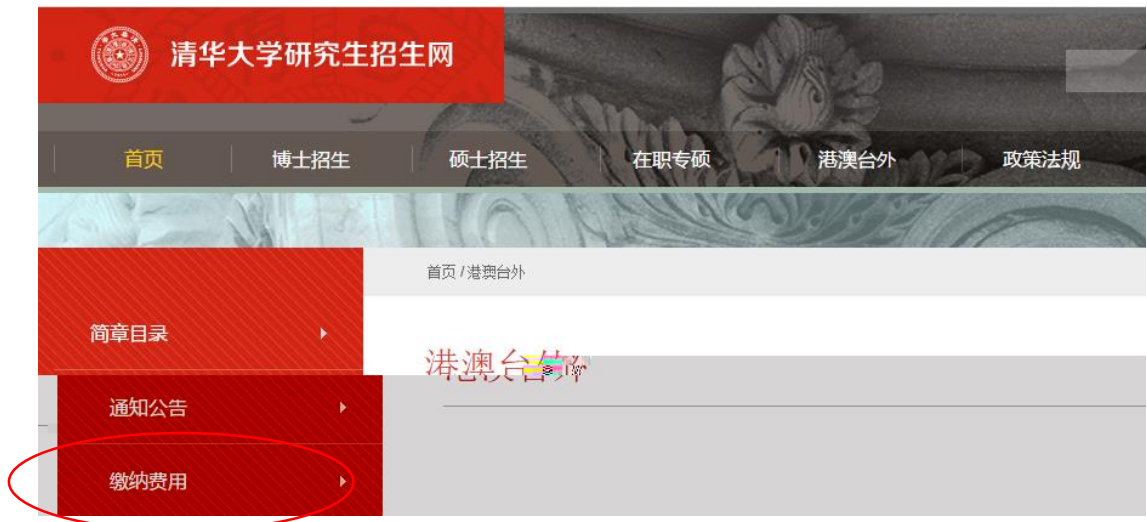 清华大学研究生招生网
首页 博士招生 硕士招生 在职专硕 港澳台外 政策法规
首页 / 港澳台外
简章目录
港澳台外
通知公告
缴纳费用